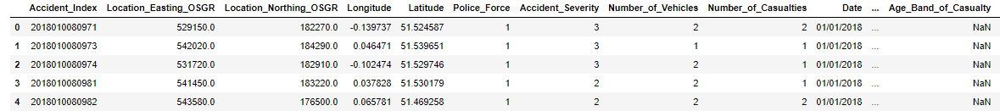 Accident_Index Location_Easting_OSGR Location_Northing_OSGR Longitude Latitude Police_Force Accident_Severity Number_of_Vehicles Number_of_Casualties Date ... Age_Band_of_Casualty
0 2018010080971 529150.0 182270.0 -0.139737 51.524587 1 3 2 2 01/01/2018 ... NaN
1 2018010080973 542020.0 184290.0 0.046471 51.539651 1 3 1 1 01/01/2018 ... NaN
2 2018010080974 531720.0 182910.0 -0.102474 51.529746 1 3 2 1 01/01/2018 ... NaN
3 2018010080981 541450.0 183220.0 0.037828 51.530179 1 2 2 1 01/01/2018 ... NaN
4 2018010080982 543580.0 176500.0 0.065781 51.469258 1 2 2 2 01/01/2018 ... NaN